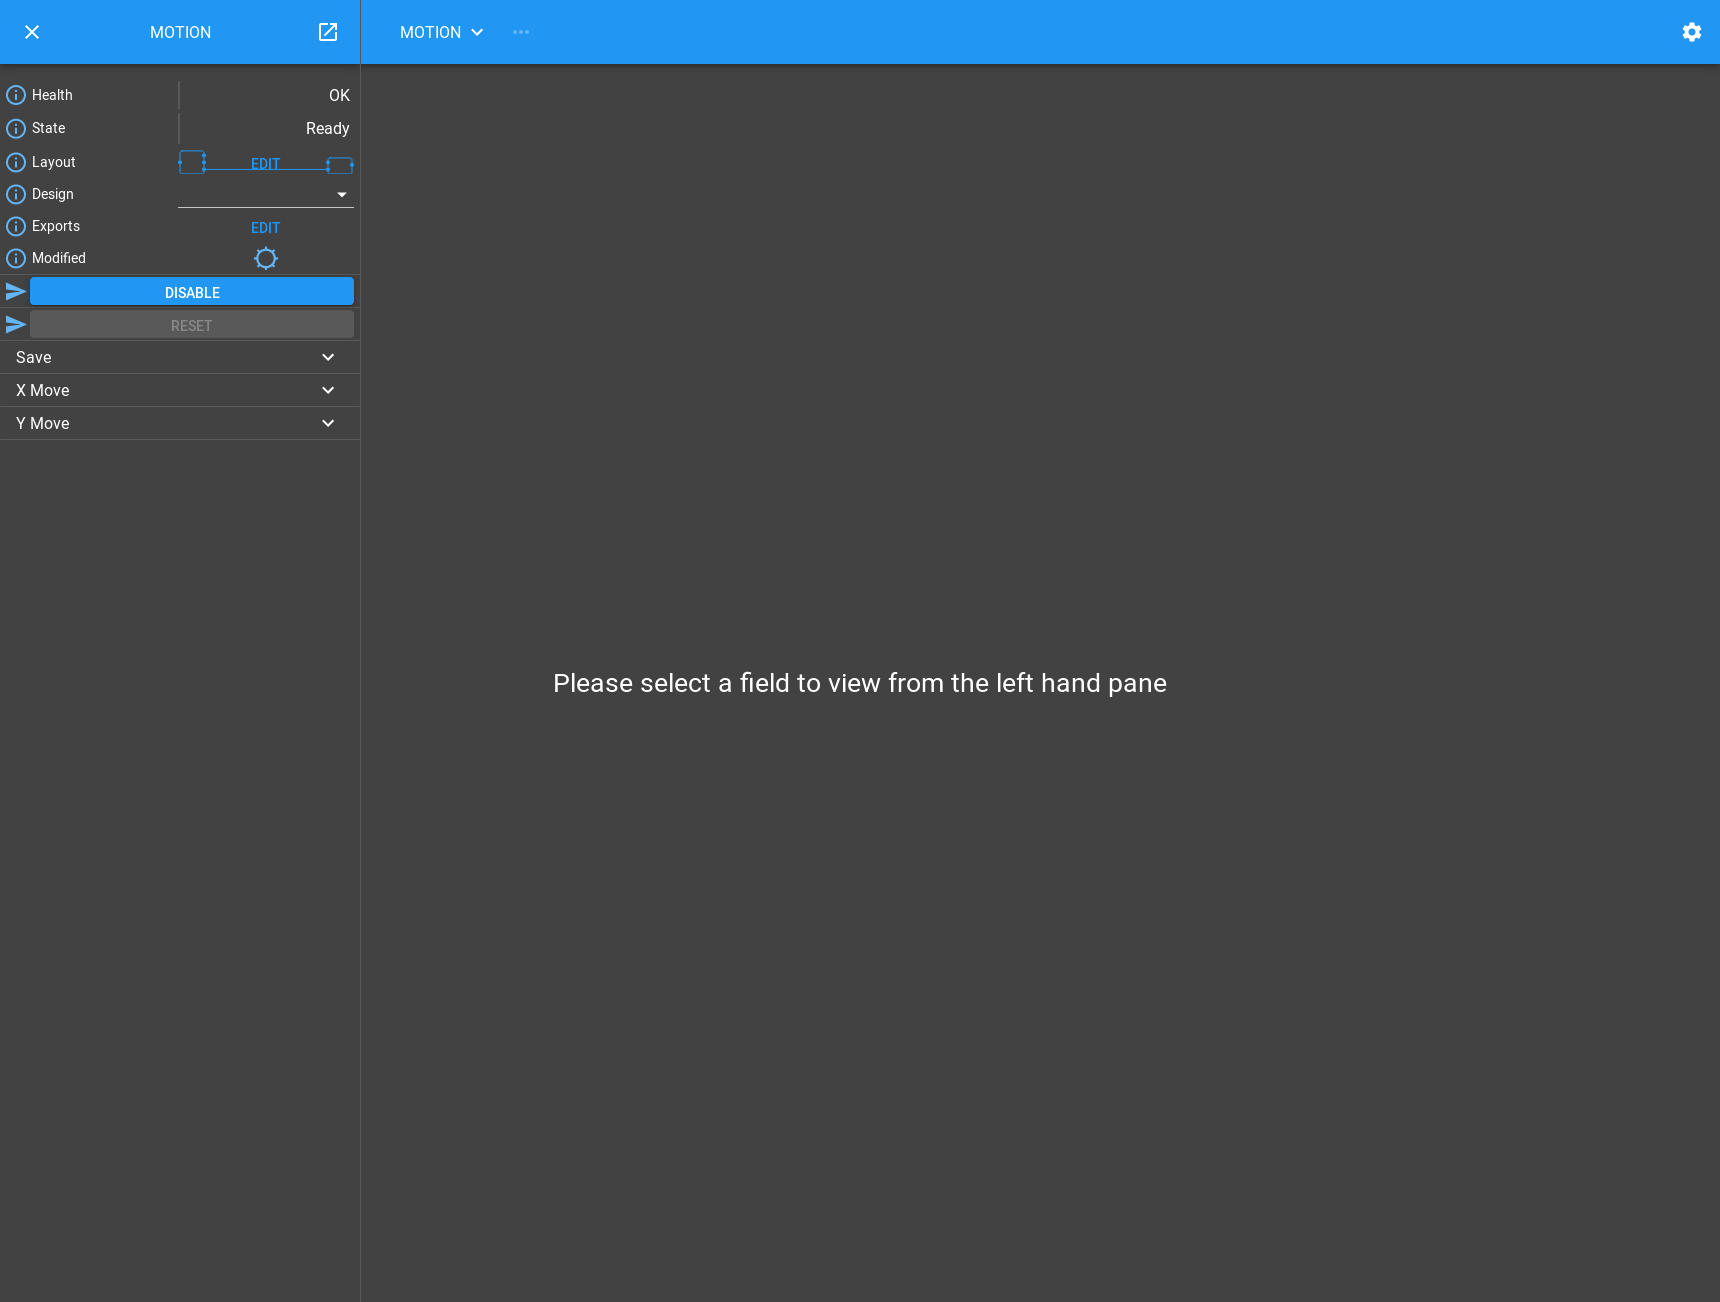 MOTION
MOTION
Health OK
State Ready
Layout EDIT
Design
Exports EDIT
Modified
DISABLE
RESET
Save
X Move
Y Move
Please select a field to view from the left hand pane